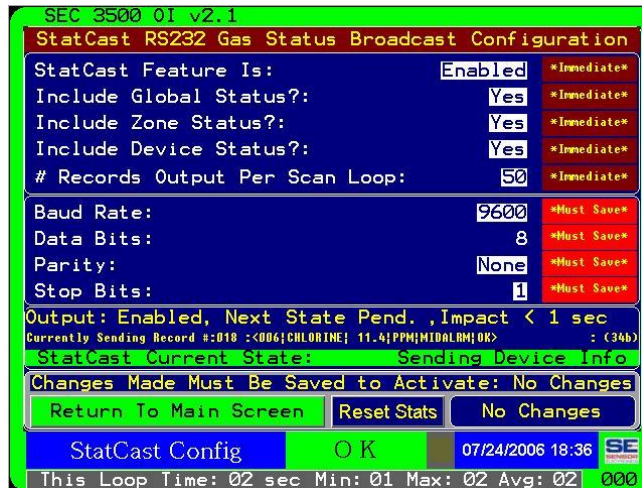 SEC 3500 OI v2.1
StatCast RS232 Gas Status Broadcast Configuration
StatCast Feature Is: Enabled *Immediate*
Include Global Status?: Yes *Immediate*
Include Zone Status?: Yes *Immediate*
Include Device Status?: Yes *Immediate*
# Records Output Per Scan Loop: 50 *Immediate*
Baud Rate: 9600 *Must Save*
Data Bits: 8 *Must Save*
Parity: None *Must Save*
Stop Bits: 1 *Must Save*
Output: Enabled, Next State Pend. ,Impact < 1 sec
Currently Sending Record #:018 :<006¦CHLORINE¦ 11.4¦PPM¦MIDALRM¦OK> : (34b)
StatCast Current State: Sending Device Info
Changes Made Must Be Saved to Activate: No Changes
Return To Main Screen Reset Stats No Changes
StatCast Config OK 07/24/2006 18:36 SE
SENSOR
This Loop Time: 02 sec Min: 01 Max: 02 Avg: 02 000